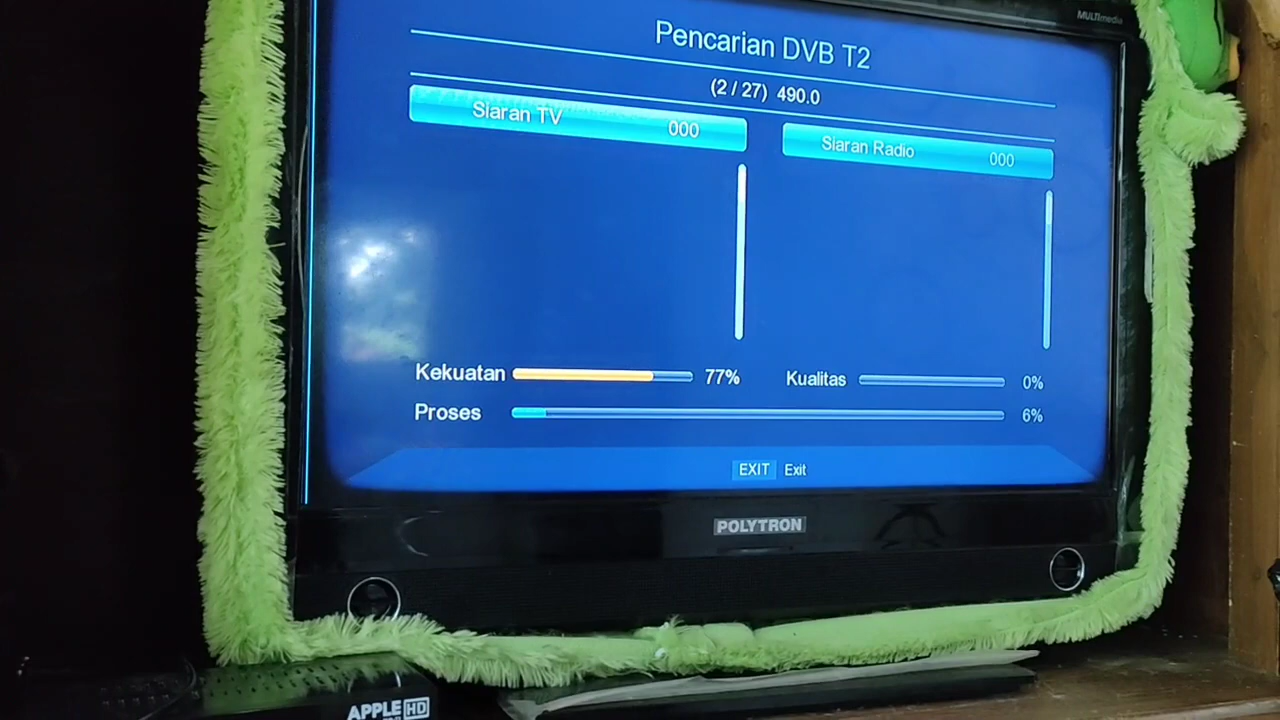 MULTimedia
Pencarian DVB T2
(2 / 27) 490.0
Siaran TV 000
Siaran Radio 000
Kekuatan 77% Kualitas 0%
Proses 6%
EXIT Exit
POLYTRON
APPLE HD